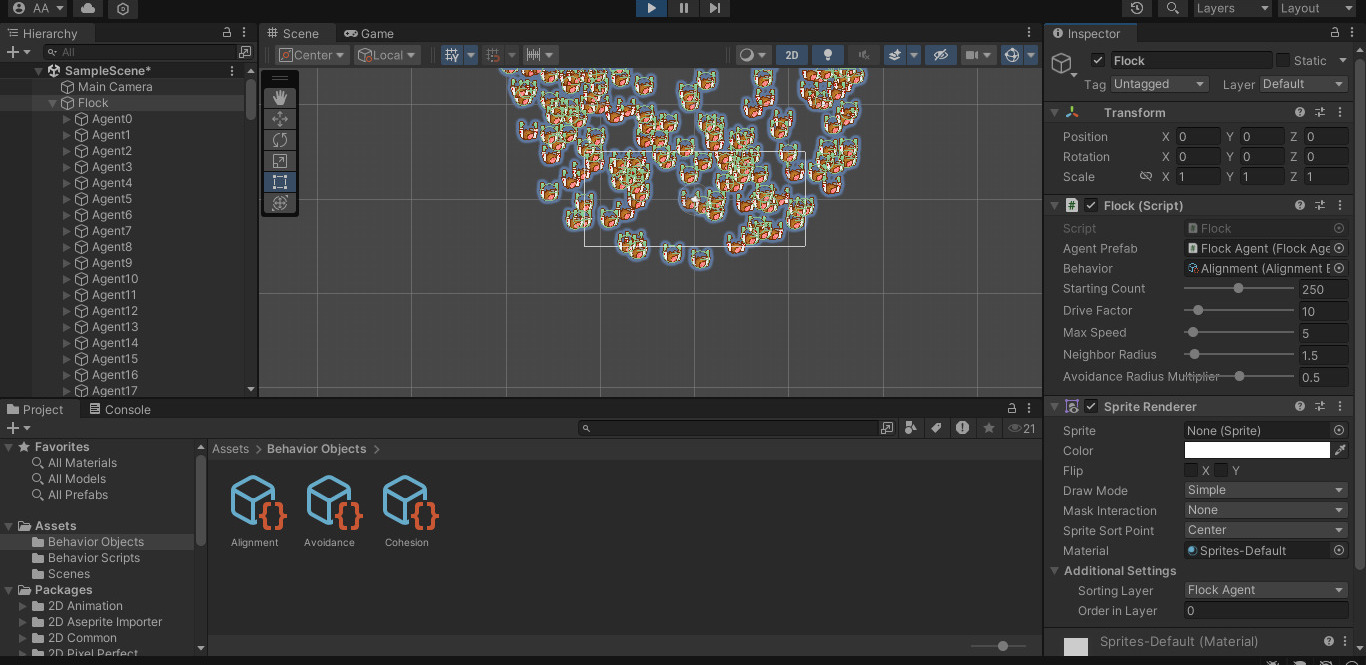 AA
Layers
Layout
Hierarchy
All
SampleScene*
Main Camera
Flock
Agent0
Agent1
Agent2
Agent3
Agent4
Agent5
Agent6
Agent7
Agent8
Agent9
Agent10
Agent11
Agent12
Agent13
Agent14
Agent15
Agent16
Agent17
Scene
Game
Center
Local
2D
Inspector
Flock
Static
Tag Untagged Layer Default
Transform
Position X 0 Y 0 Z 0
Rotation X 0 Y 0 Z 0
Scale X 1 Y 1 Z 1
Flock (Script)
Script Flock
Agent Prefab Flock Agent (Flock Age
Behavior Alignment (Alignment B
Starting Count 250
Drive Factor 10
Max Speed 5
Neighbor Radius 1.5
Avoidance Radius Multiplier 0.5
Sprite Renderer
Sprite None (Sprite)
Color
Flip X Y
Draw Mode Simple
Mask Interaction None
Sprite Sort Point Center
Material Sprites-Default
Additional Settings
Sorting Layer Flock Agent
Order in Layer 0
Sprites-Default (Material)
Project
Console
21
Favorites
All Materials
All Models
All Prefabs
Assets
Behavior Objects
Behavior Scripts
Scenes
Packages
2D Animation
2D Aseprite Importer
2D Common
2D Pixel Perfect
Assets > Behavior Objects >
Alignment
Avoidance
Cohesion